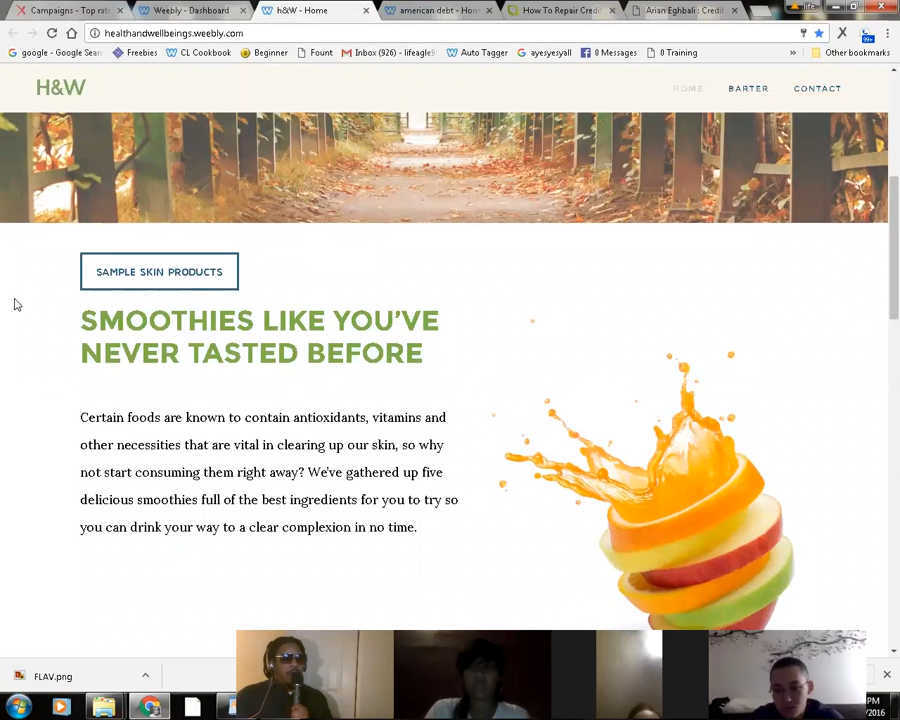 Campaigns - Top rat
Weebly - Dashboard
h&W - Home
american debt - Hom
How To Repair Credi
Arian Eghbali : Credi
life
healthandwellbeings.weebly.com
99+
google - Google Sear
Freebies
CL Cookbook
Beginner
Fount
Inbox (926) - lifeagle9
Auto Tagger
ayesyesyall
0 Messages
0 Training
»
Other bookmarks
H&W
HOME
BARTER
CONTACT
SAMPLE SKIN PRODUCTS
SMOOTHIES LIKE YOU'VE
NEVER TASTED BEFORE
Certain foods are known to contain antioxidants, vitamins and
other necessities that are vital in clearing up our skin, so why
not start consuming them right away? We've gathered up five
delicious smoothies full of the best ingredients for you to try so
you can drink your way to a clear complexion in no time.
FLAV.png
PM
/2016